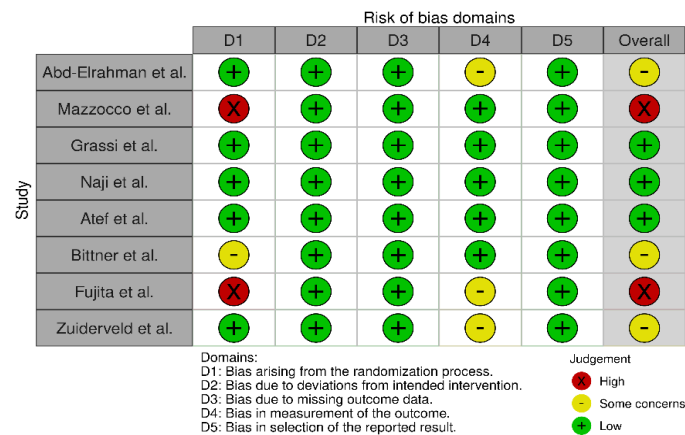 Risk of bias domains
D1 D2 D3 D4 D5 Overall
Study
Abd-Elrahman et al. + + + - + -
Mazzocco et al. X + + + + X
Grassi et al. + + + + + +
Naji et al. + + + + + +
Atef et al. + + + + + +
Bittner et al. - + + + + -
Fujita et al. X + + - + X
Zuiderveld et al. + + + - + -
Domains:
D1: Bias arising from the randomization process.
D2: Bias due to deviations from intended intervention.
D3: Bias due to missing outcome data.
D4: Bias in measurement of the outcome.
D5: Bias in selection of the reported result.
Judgement
X High
- Some concerns
+ Low